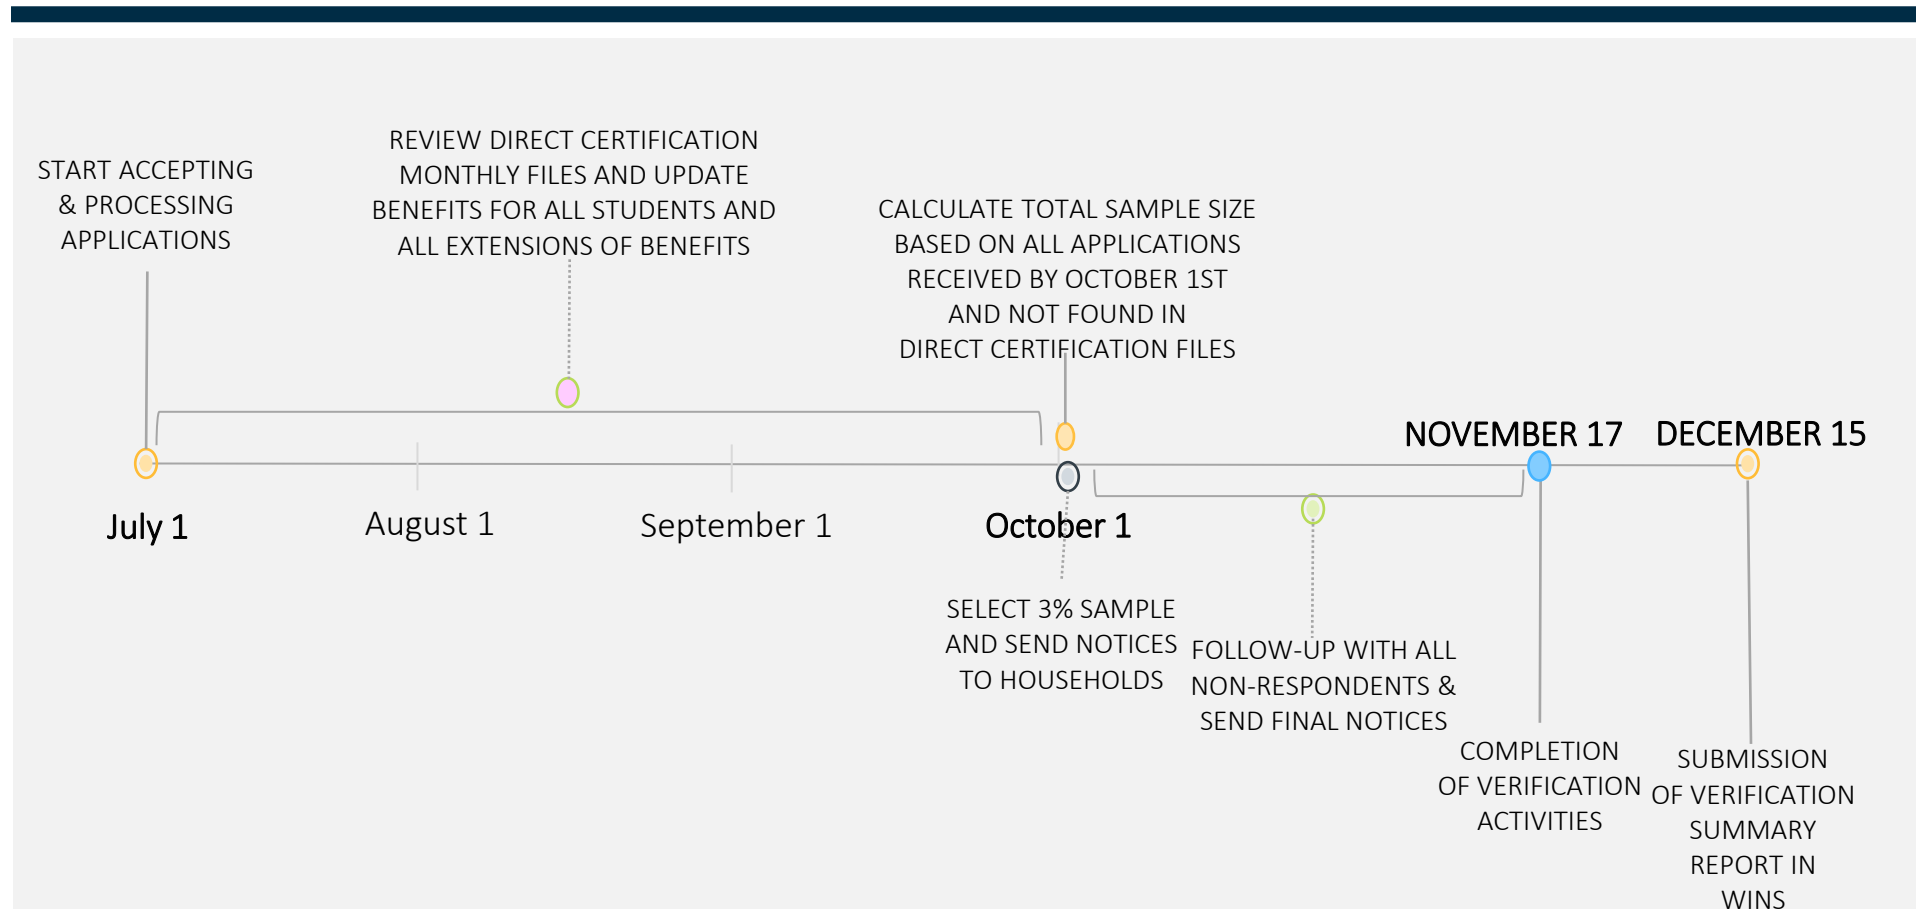 START ACCEPTING
& PROCESSING
APPLICATIONS
REVIEW DIRECT CERTIFICATION
MONTHLY FILES AND UPDATE
BENEFITS FOR ALL STUDENTS AND
ALL EXTENSIONS OF BENEFITS
CALCULATE TOTAL SAMPLE SIZE
BASED ON ALL APPLICATIONS
RECEIVED BY OCTOBER 1ST
AND NOT FOUND IN
DIRECT CERTIFICATION FILES
NOVEMBER 17
DECEMBER 15
July 1
August 1
September 1
October 1
SELECT 3% SAMPLE
AND SEND NOTICES
TO HOUSEHOLDS
FOLLOW-UP WITH ALL
NON-RESPONDENTS &
SEND FINAL NOTICES
COMPLETION
OF VERIFICATION
ACTIVITIES
SUBMISSION
OF VERIFICATION
SUMMARY
REPORT IN
WINS